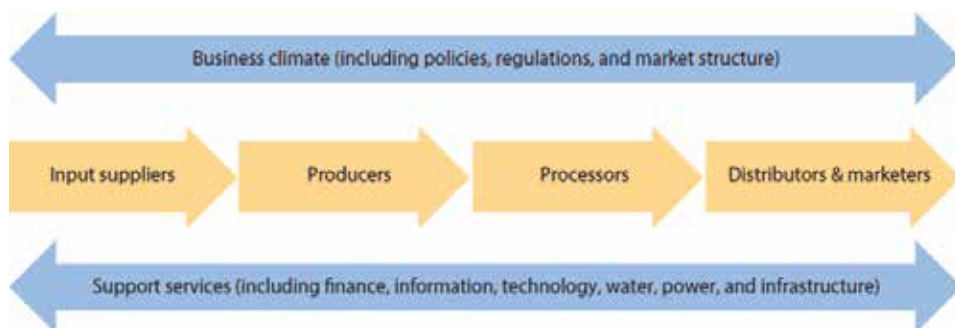 Business climate (including policies, regulations, and market structure)
Input suppliers
Producers
Processors
Distributors & marketers
Support services (including finance, information, technology, water, power, and infrastructure)